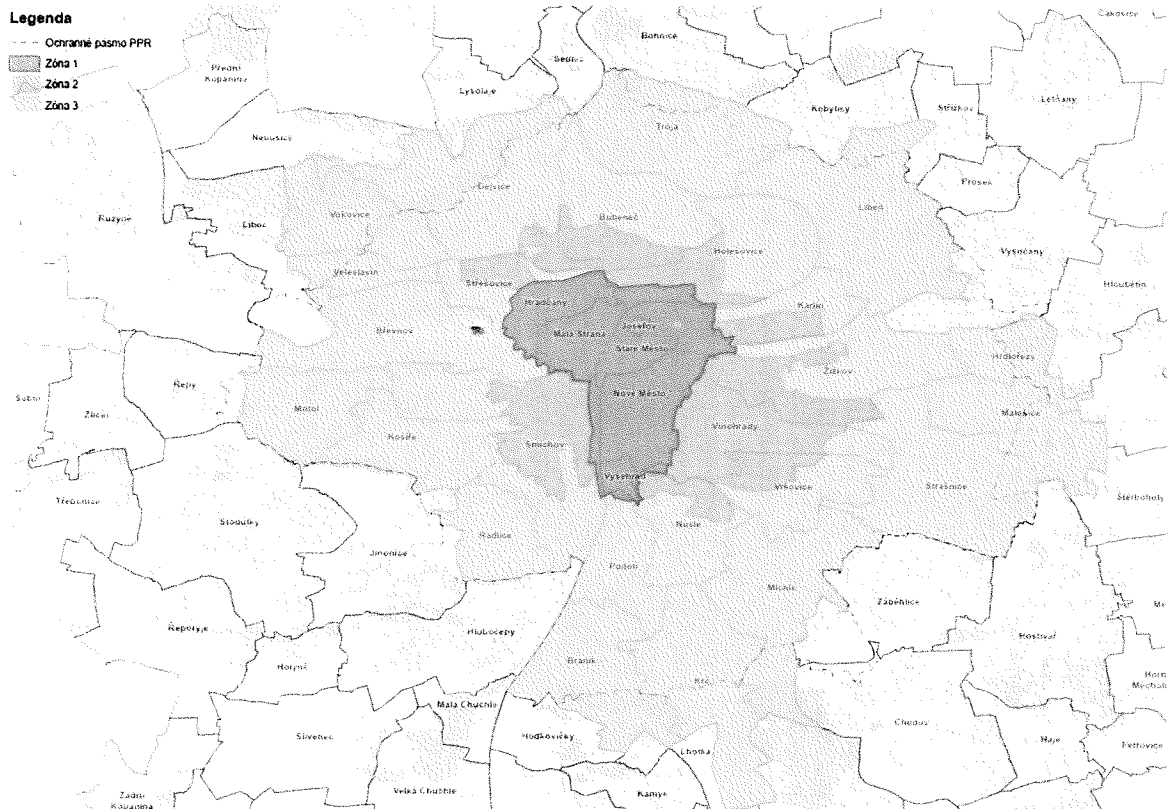 Legenda
Ochranné pásmo PPR
Zóna 1
Zóna 2
Zóna 3
Čakovice
Bohnice
Sedlec
Přední Kopanina
Lysolaje
Kobylisy
Střížkov
Letňany
Nebušice
Troja
Dejvice
Prosek
Ruzyně
Liboc
Vokovice
Bubeneč
Libeň
Vysočany
Veleslavín
Střešovice
Holešovice
Hloubětín
Hradčany
Karlín
Břevnov
Malá Strana
Josefov
Staré Město
Hrdlořezy
Řepy
Žižkov
Sobín
Zličín
Motol
Nové Město
Malešice
Košíře
Smíchov
Vinohrady
Vyšehrad
Vršovice
Strašnice
Štěrboholy
Třebonice
Stodůlky
Nusle
Radlice
Jinonice
Podolí
Michle
Záběhlice
Řeporyje
Hlubočepy
Hostivař
Holyně
Braník
Krč
Malá Chuchle
Chodov
Slivenec
Hodkovičky
Lhotka
Háje
Petrovice
Zadní Kopanina
Velká Chuchle
Kamýk